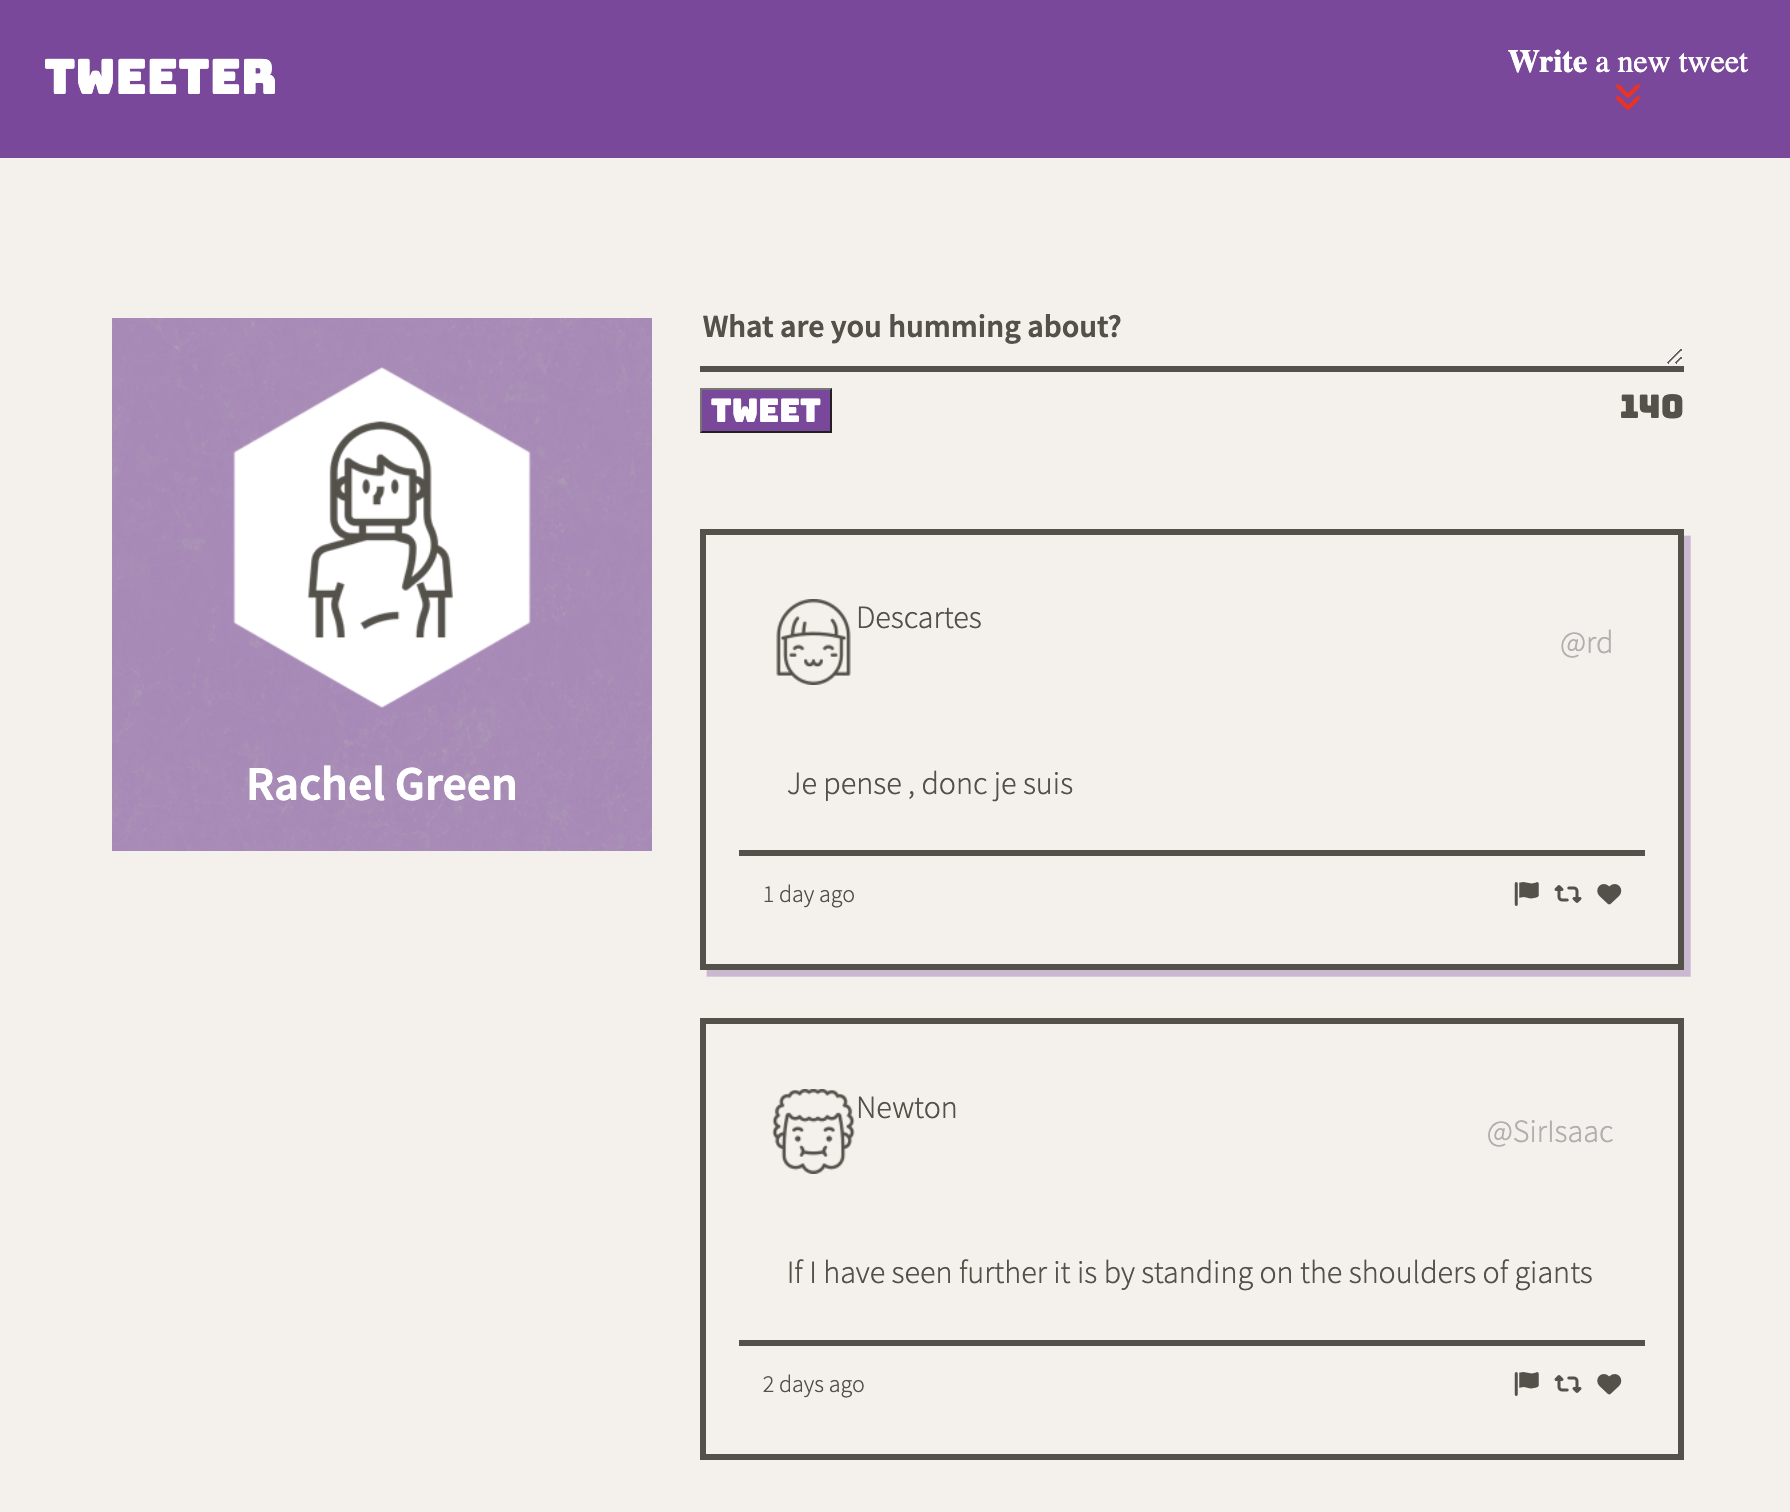 TWEETER
Write a new tweet
What are you humming about?
TWEET
140
Rachel Green
Descartes
@rd
Je pense , donc je suis
1 day ago
Newton
@SirIsaac
If I have seen further it is by standing on the shoulders of giants
2 days ago